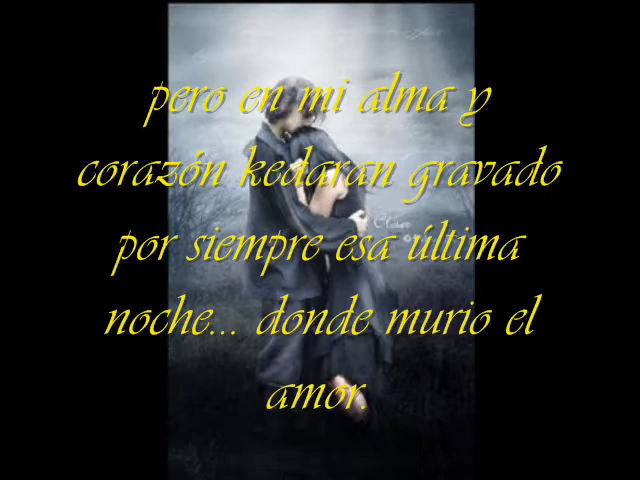 pero en mi alma y
corazón kedaran gravado
por siempre esa última
noche... donde murio el
amor.